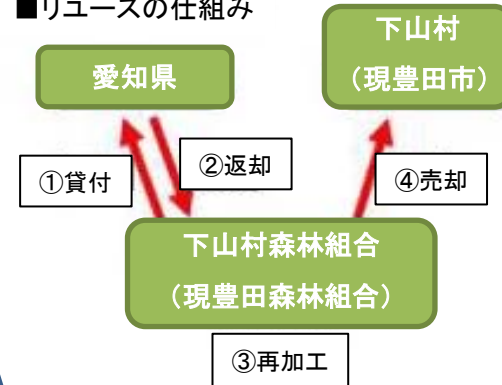 ■リユースの仕組み
下山村
（現豊田市）
愛知県
①貸付
②返却
④売却
下山村森林組合
（現豊田森林組合）
③再加工